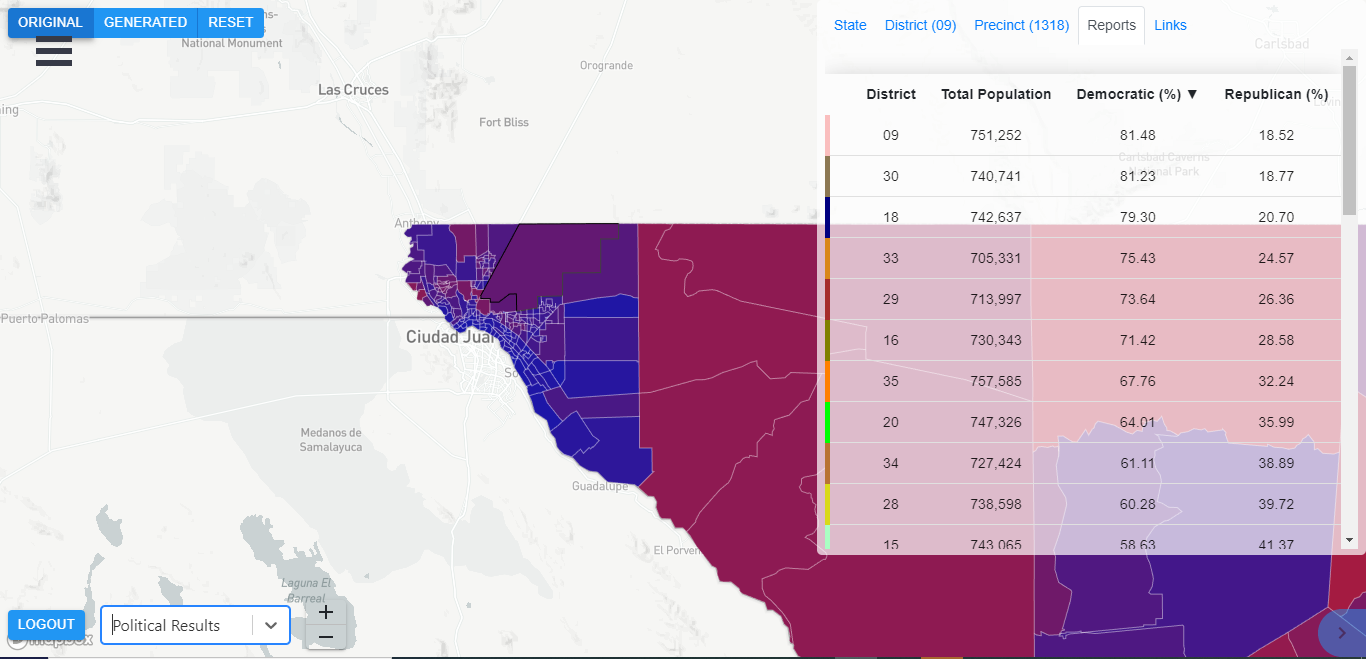 ORIGINAL GENERATED RESET
National Monument
Las Cruces
Orogrande
Fort Bliss
Anthony
Puerto Palomas
Ciudad Juar
Medanos de
Samalayuca
Guadalupe
El Porven
Laguna El
Barreal
LOGOUT
Political Results
+
−
mapbox
State District (09) Precinct (1318) Reports Links
Carlsbad
District Total Population Democratic (%) ▼ Republican (%)
09 751,252 81.48 18.52
Carlsbad Caverns
National Park
30 740,741 81.23 18.77
18 742,637 79.30 20.70
33 705,331 75.43 24.57
29 713,997 73.64 26.36
16 730,343 71.42 28.58
35 757,585 67.76 32.24
20 747,326 64.01 35.99
34 727,424 61.11 38.89
28 738,598 60.28 39.72
15 743,065 58.63 41.37